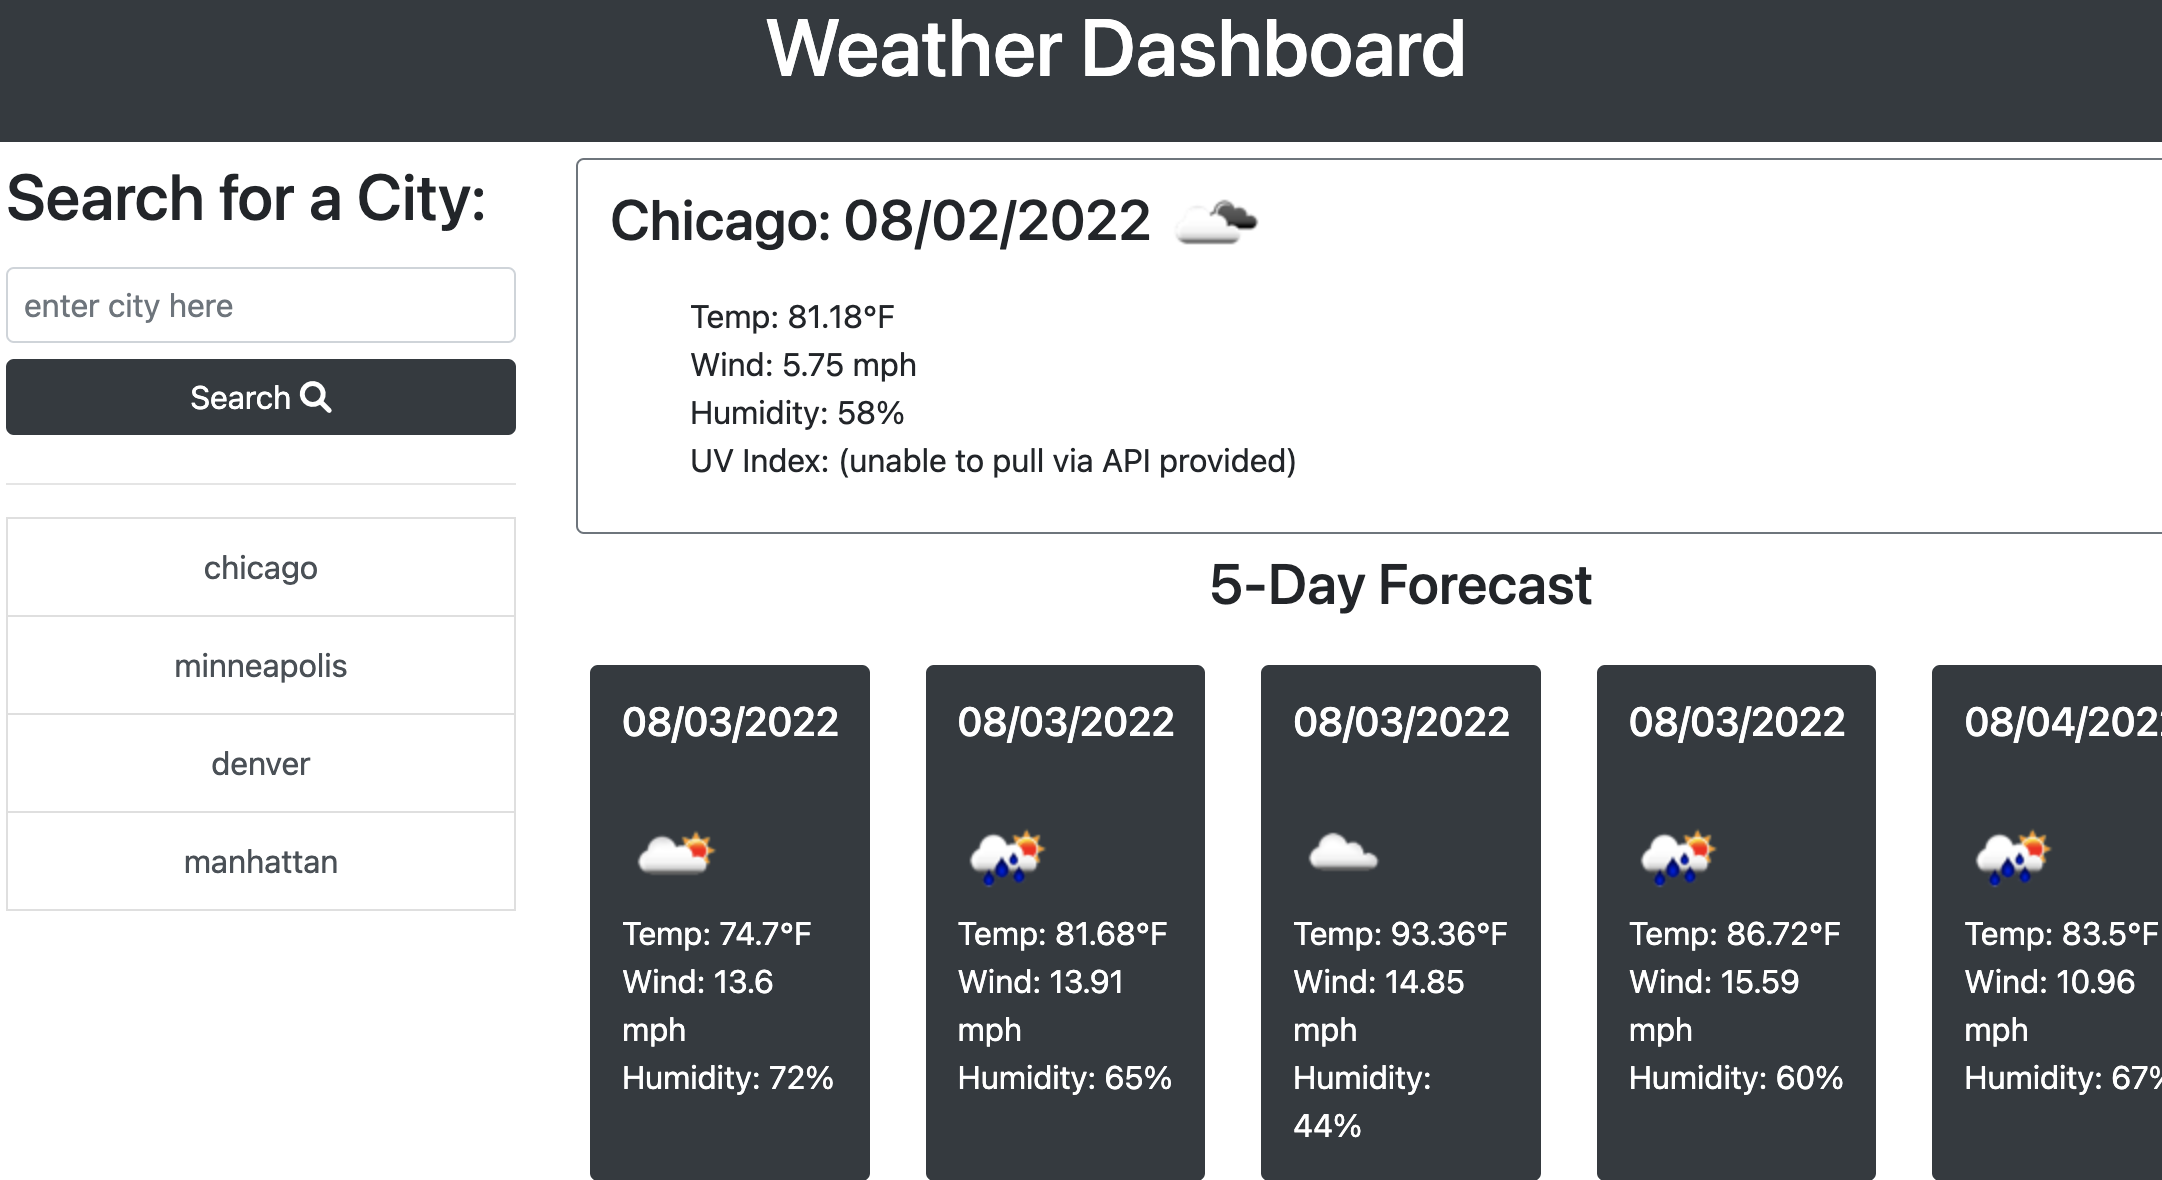 Weather Dashboard
Search for a City:
enter city here
Search
chicago
minneapolis
denver
manhattan
Chicago: 08/02/2022
Temp: 81.18°F
Wind: 5.75 mph
Humidity: 58%
UV Index: (unable to pull via API provided)
5-Day Forecast
08/03/2022
Temp: 74.7°F
Wind: 13.6
mph
Humidity: 72%
08/03/2022
Temp: 81.68°F
Wind: 13.91
mph
Humidity: 65%
08/03/2022
Temp: 93.36°F
Wind: 14.85
mph
Humidity:
44%
08/03/2022
Temp: 86.72°F
Wind: 15.59
mph
Humidity: 60%
08/04/202
Temp: 83.5°F
Wind: 10.96
mph
Humidity: 67%